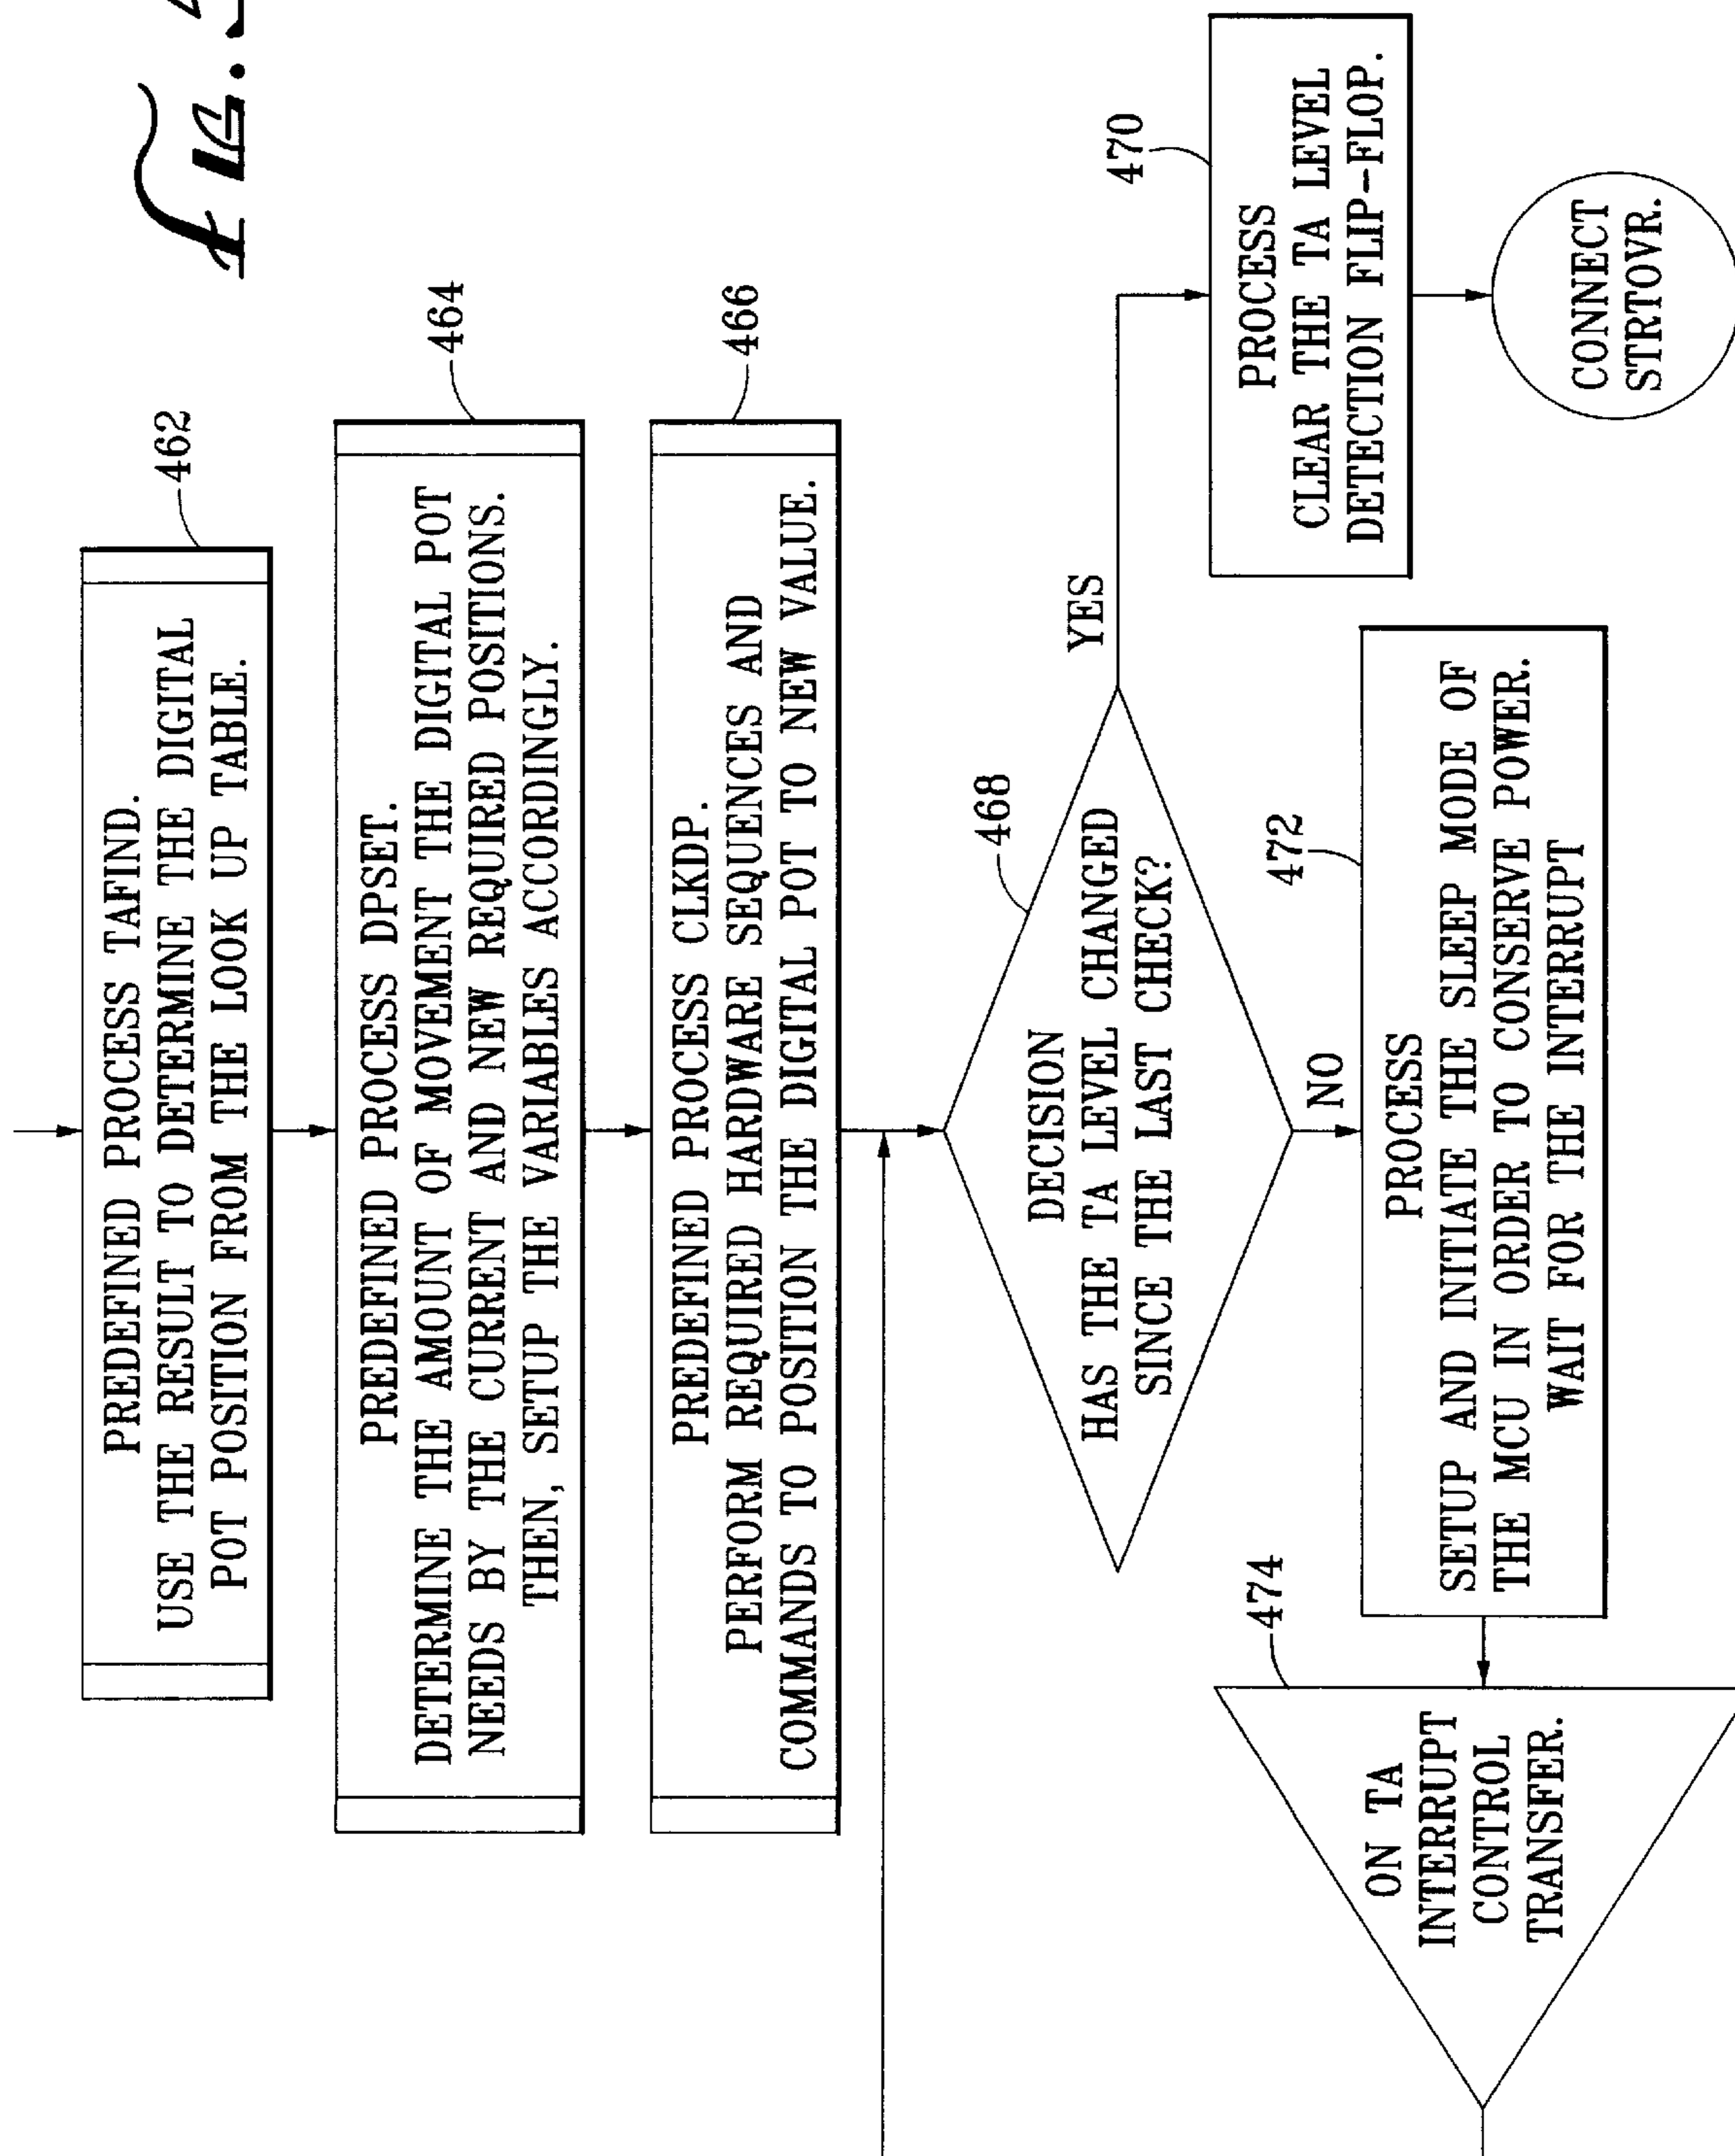 FIG.
462
PREDEFINED PROCESS TAFIND.
USE THE RESULT TO DETERMINE THE DIGITAL
POT POSITION FROM THE LOOK UP TABLE.
464
PREDEFINED PROCESS DPSET.
DETERMINE THE AMOUNT OF MOVEMENT THE DIGITAL POT
NEEDS BY THE CURRENT AND NEW REQUIRED POSITIONS.
THEN, SETUP THE VARIABLES ACCORDINGLY.
466
PREDEFINED PROCESS CLKDP.
PERFORM REQUIRED HARDWARE SEQUENCES AND
COMMANDS TO POSITION THE DIGITAL POT TO NEW VALUE.
468
DECISION
HAS THE TA LEVEL CHANGED
SINCE THE LAST CHECK?
YES
470
PROCESS
CLEAR THE TA LEVEL
DETECTION FLIP-FLOP.
CONNECT
STRTOVR.
NO
472
PROCESS
SETUP AND INITIATE THE SLEEP MODE OF
THE MCU IN ORDER TO CONSERVE POWER.
WAIT FOR THE INTERRUPT
474
ON TA
INTERRUPT
CONTROL
TRANSFER.